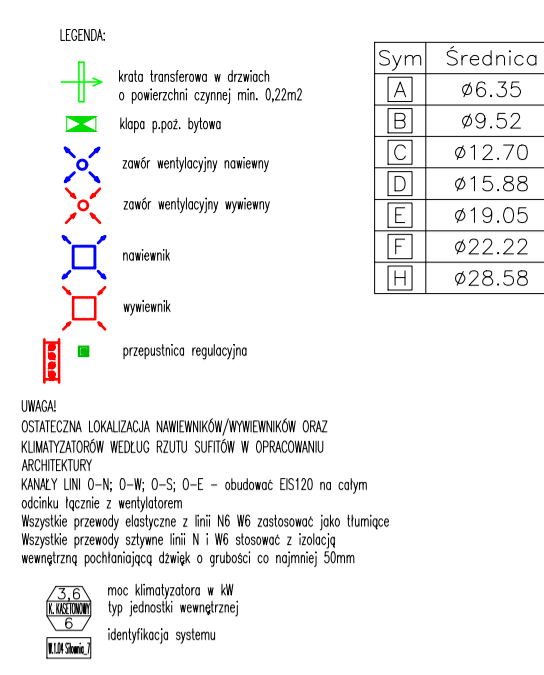 LEGENDA:
krata transferowa w drzwiach
o powierzchni czynnej min. 0,22m2
klapa p.poż. bytowa
zawór wentylacyjny nawiewny
zawór wentylacyjny wywiewny
nawiewnik
wywiewnik
przepustnica regulacyjna
Sym Średnica
A ø6.35
B ø9.52
C ø12.70
D ø15.88
E ø19.05
F ø22.22
H ø28.58
UWAGA!
OSTATECZNA LOKALIZACJA NAWIEWNIKÓW/WYWIEWNIKÓW ORAZ
KLIMATYZATORÓW WEDŁUG RZUTU SUFITÓW W OPRACOWANIU
ARCHITEKTURY
KANAŁY LINI O-N; O-W; O-S; O-E – obudować EIS120 na całym
odcinku łącznie z wentylatorem
Wszystkie przewody elastyczne z linii N6 W6 zastosować jako tłumiące
Wszystkie przewody sztywne linii N i W6 stosować z izolacją
wewnętrzną pochłaniającą dźwięk o grubości co najmniej 50mm
3,6
K. KASETONOWY
6
W.1.04 Siłownia_7
moc klimatyzatora w kW
typ jednostki wewnętrznej
identyfikacja systemu